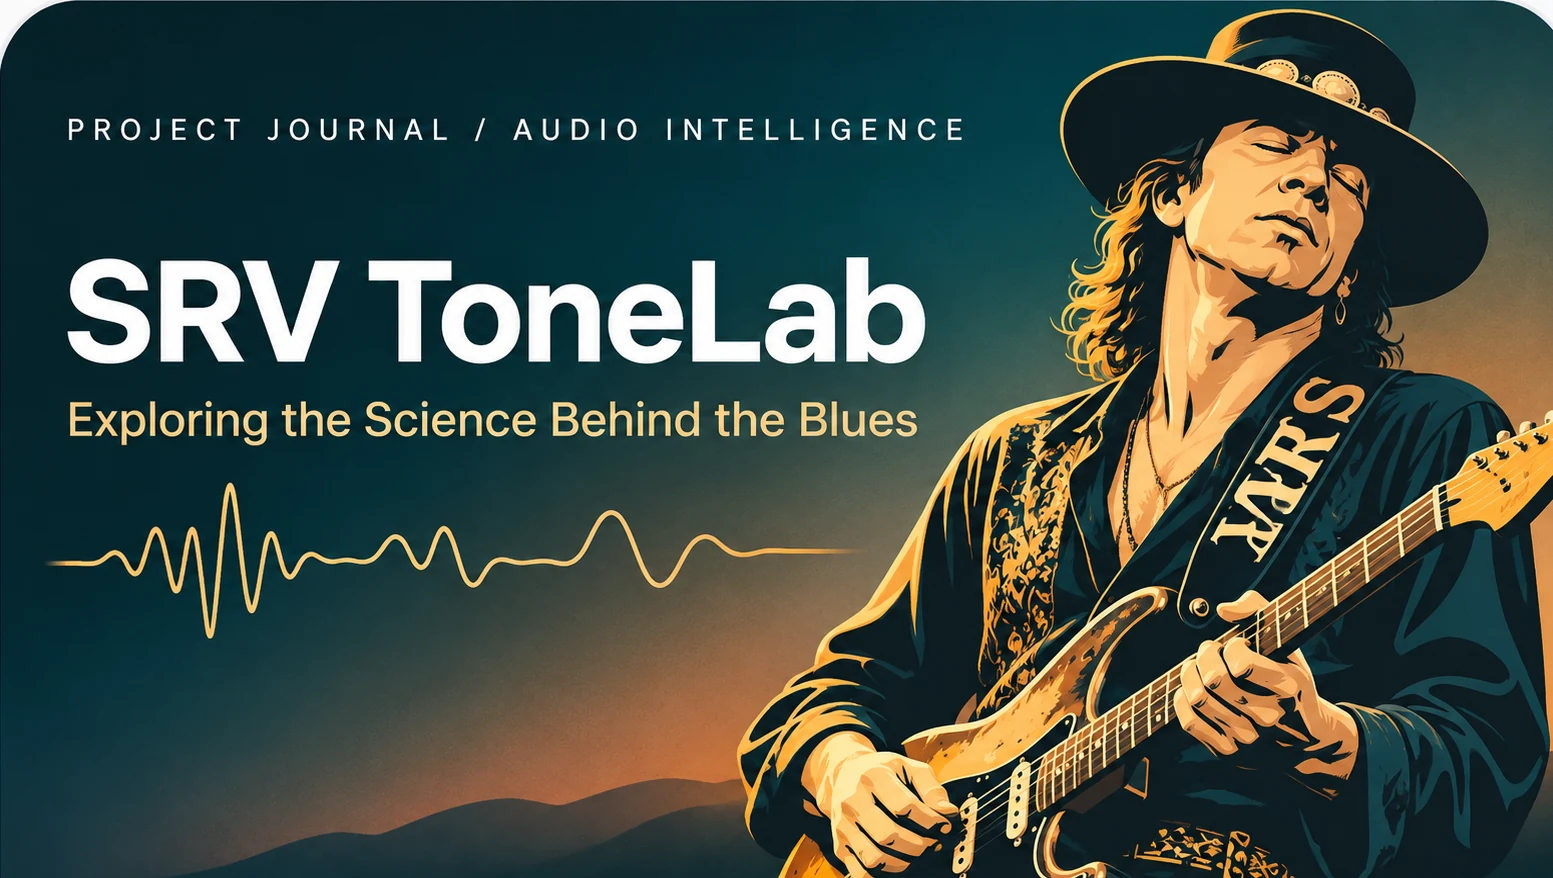 PROJECT JOURNAL / AUDIO INTELLIGENCE
SRV ToneLab
Exploring the Science Behind the Blues